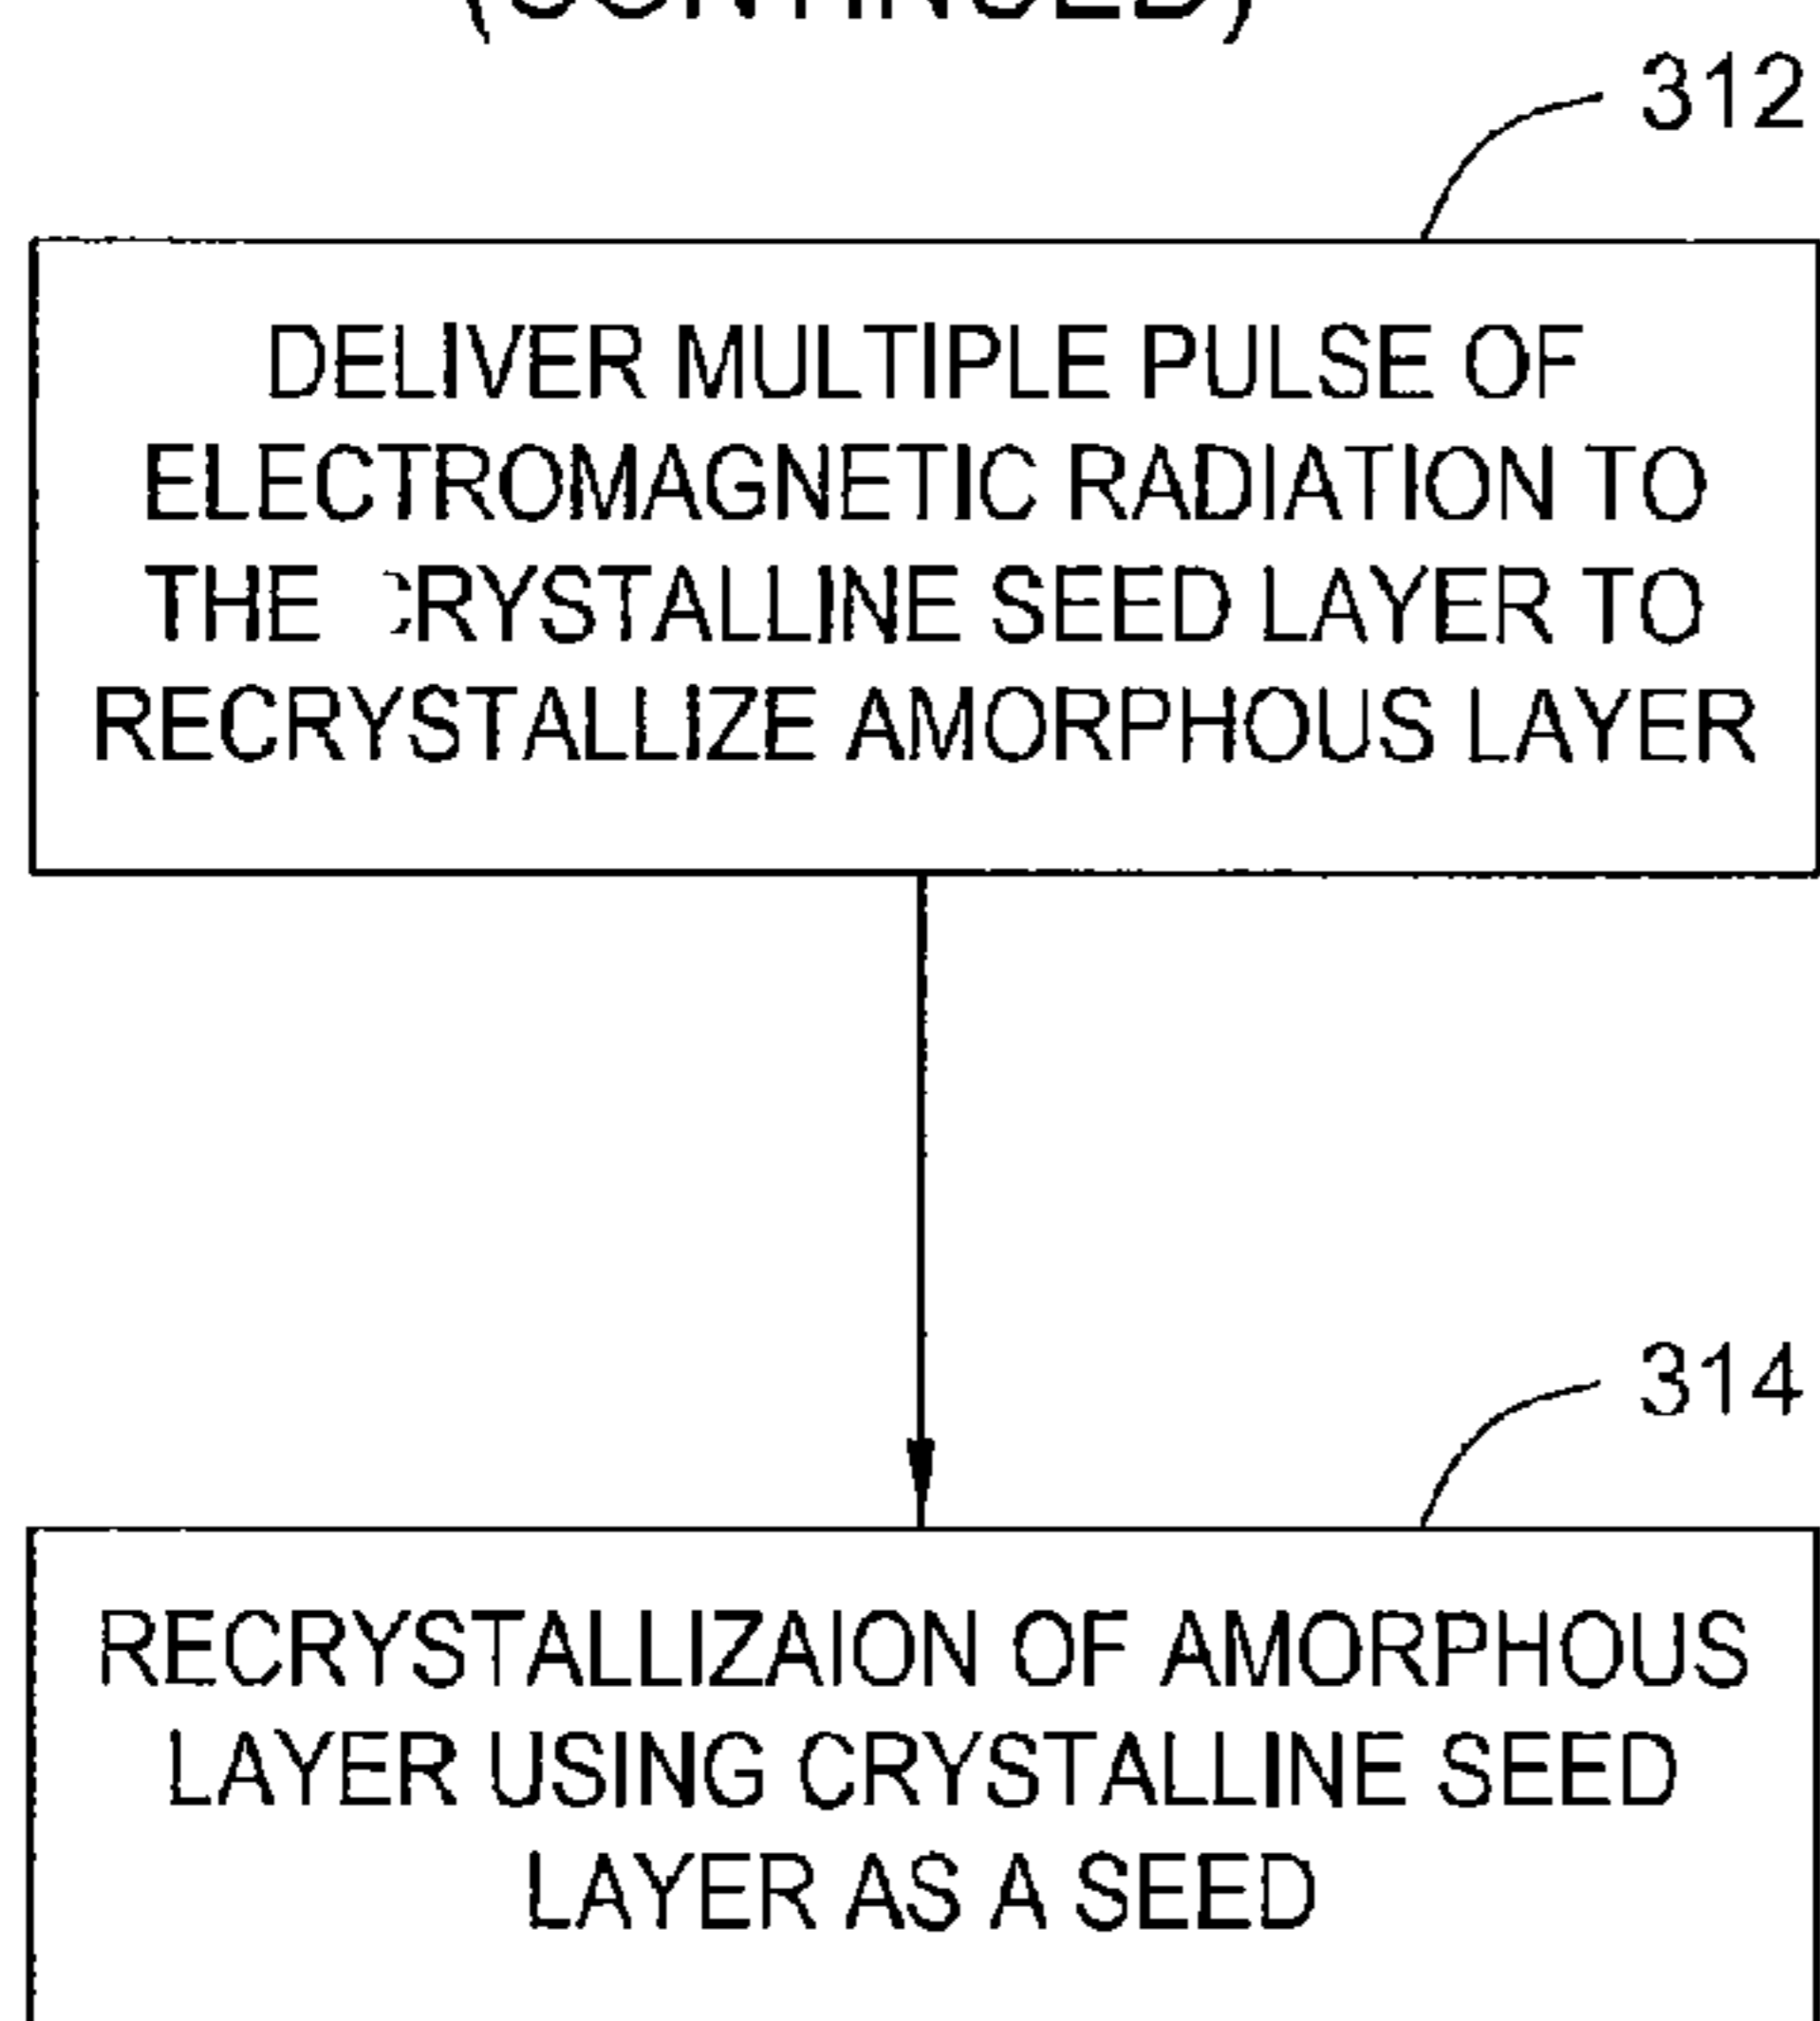 (CONTINUED)
312
DELIVER MULTIPLE PULSE OF
ELECTROMAGNETIC RADIATION TO
THE CRYSTALLINE SEED LAYER TO
RECRYSTALLIZE AMORPHOUS LAYER
314
RECRYSTALLIZAION OF AMORPHOUS
LAYER USING CRYSTALLINE SEED
LAYER AS A SEED